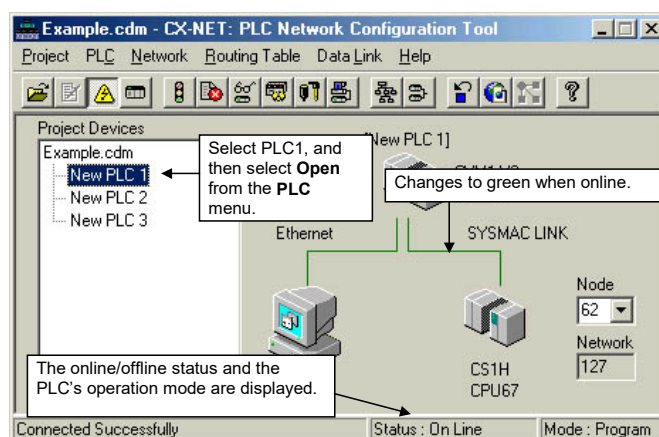 Example.cdm - CX-NET: PLC Network Configuration Tool
Project PLC Network Routing Table Data Link Help
Project Devices
Example.cdm
New PLC 1
New PLC 2
New PLC 3
Select PLC1, and
then select Open
from the PLC
menu.
New PLC 1]
Changes to green when online.
Ethernet
SYSMAC LINK
Node
62
Network
127
CS1H
CPU67
The online/offline status and the
PLC's operation mode are displayed.
Connected Successfully
Status : On Line
Mode : Program